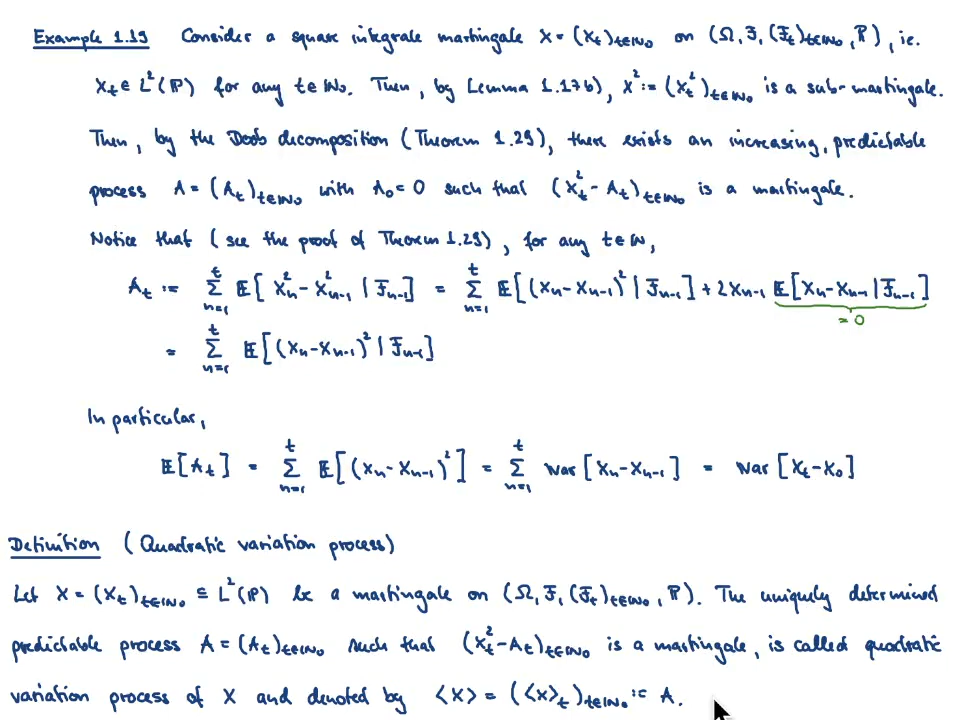 Example 1.19 Consider a square integrale martingale X = (X_t)_{t∈ℕ₀} on (Ω, ℱ, (ℱ_t)_{t∈ℕ₀}, ℙ), i.e.
X_t ∈ L²(ℙ) for any t∈ℕ₀. Then, by Lemma 1.17b), X² := (X_t²)_{t∈ℕ₀} is a sub-martingale.
Then, by the Doob decomposition (Theorem 1.29), there exists an increasing, predictable
process A = (A_t)_{t∈ℕ₀} with A₀ = 0 such that (X_t² - A_t)_{t∈ℕ₀} is a martingale.
Notice that (see the proof of Theorem 1.29), for any t∈ℕ,
A_t := Σ_{n=1}^t 𝔼[X_n² - X_{n-1}² | ℱ_{n-1}] = Σ_{n=1}^t 𝔼[(X_n - X_{n-1})² | ℱ_{n-1}] + 2X_{n-1} 𝔼[X_n - X_{n-1} | ℱ_{n-1}]
= 0
= Σ_{n=1}^t 𝔼[(X_n - X_{n-1})² | ℱ_{n-1}]
In particular,
𝔼[A_t] = Σ_{n=1}^t 𝔼[(X_n - X_{n-1})²] = Σ_{n=1}^t Var[X_n - X_{n-1}] = Var[X_t - X_0]
Definition (Quadratic variation process)
Let X = (X_t)_{t∈ℕ₀} ⊆ L²(ℙ) be a martingale on (Ω, ℱ, (ℱ_t)_{t∈ℕ₀}, ℙ). The uniquely determined
predictable process A = (A_t)_{t∈ℕ₀} such that (X_t² - A_t)_{t∈ℕ₀} is a martingale, is called quadratic
variation process of X and denoted by ⟨X⟩ = (⟨X⟩_t)_{t∈ℕ₀} := A.